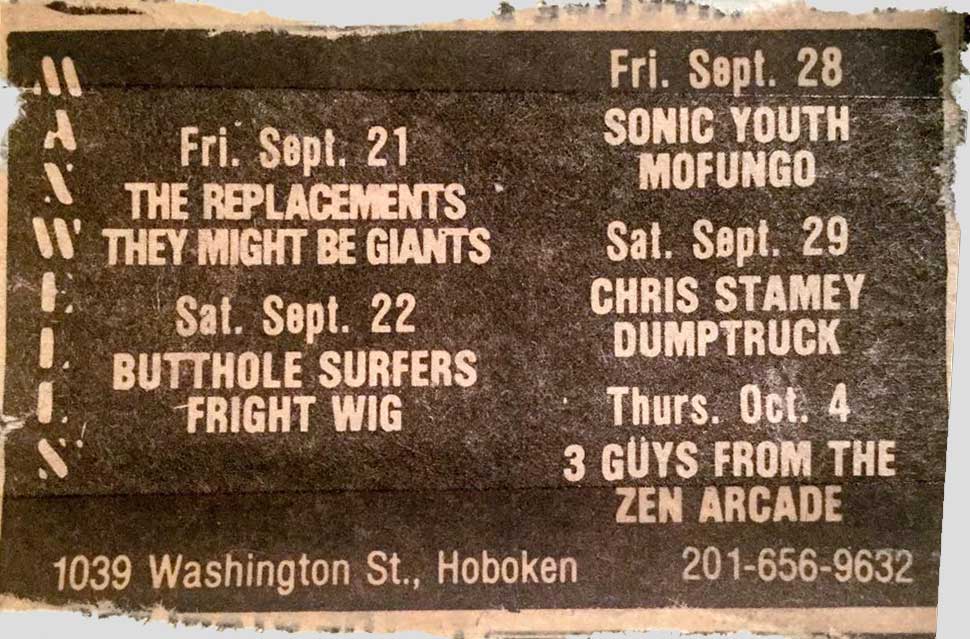 MAXWELL'S
Fri. Sept. 21
THE REPLACEMENTS
THEY MIGHT BE GIANTS
Sat. Sept. 22
BUTTHOLE SURFERS
FRIGHT WIG
Fri. Sept. 28
SONIC YOUTH
MOFUNGO
Sat. Sept. 29
CHRIS STAMEY
DUMPTRUCK
Thurs. Oct. 4
3 GUYS FROM THE
ZEN ARCADE
1039 Washington St., Hoboken 201-656-9632